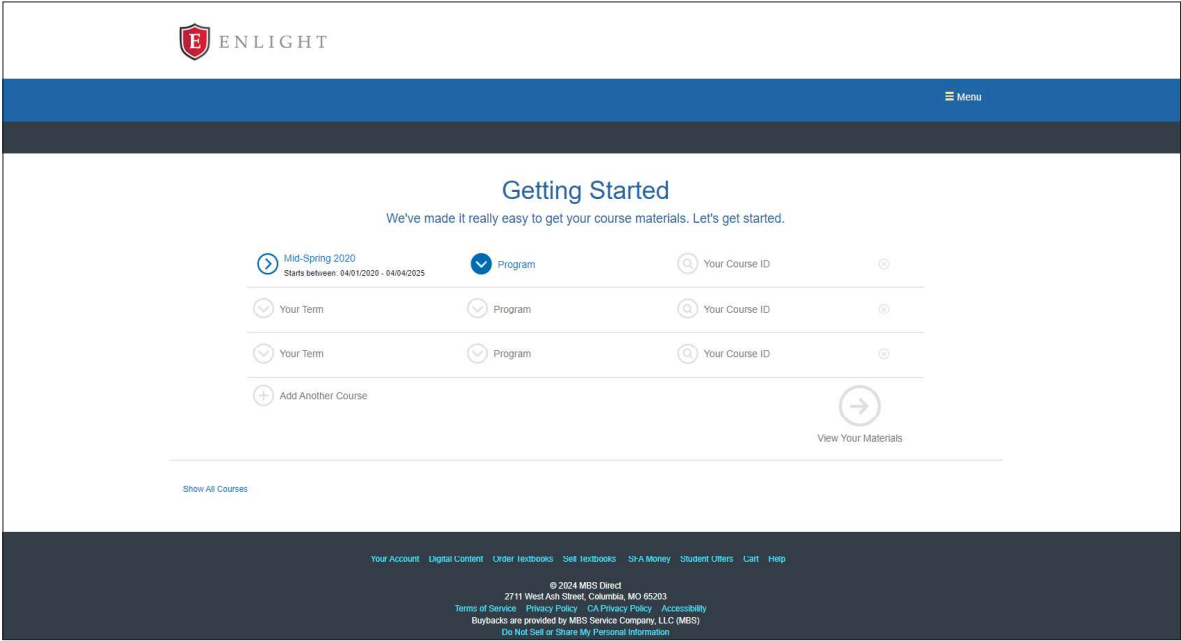 E ENLIGHT
Menu
Getting Started
We've made it really easy to get your course materials. Let's get started.
Mid-Spring 2020 Program Your Course ID
Starts between: 04/01/2020 - 04/04/2025
Your Term Program Your Course ID
Your Term Program Your Course ID
Add Another Course
View Your Materials
Show All Courses
Your Account Digital Content Order Textbooks Sell Textbooks SFA Money Student Offers Cart Help
© 2024 MBS Direct
2711 West Ash Street, Columbia, MO 65203
Terms of Service Privacy Policy CA Privacy Policy Accessibility
Buybacks are provided by MBS Service Company, LLC (MBS)
Do Not Sell or Share My Personal Information